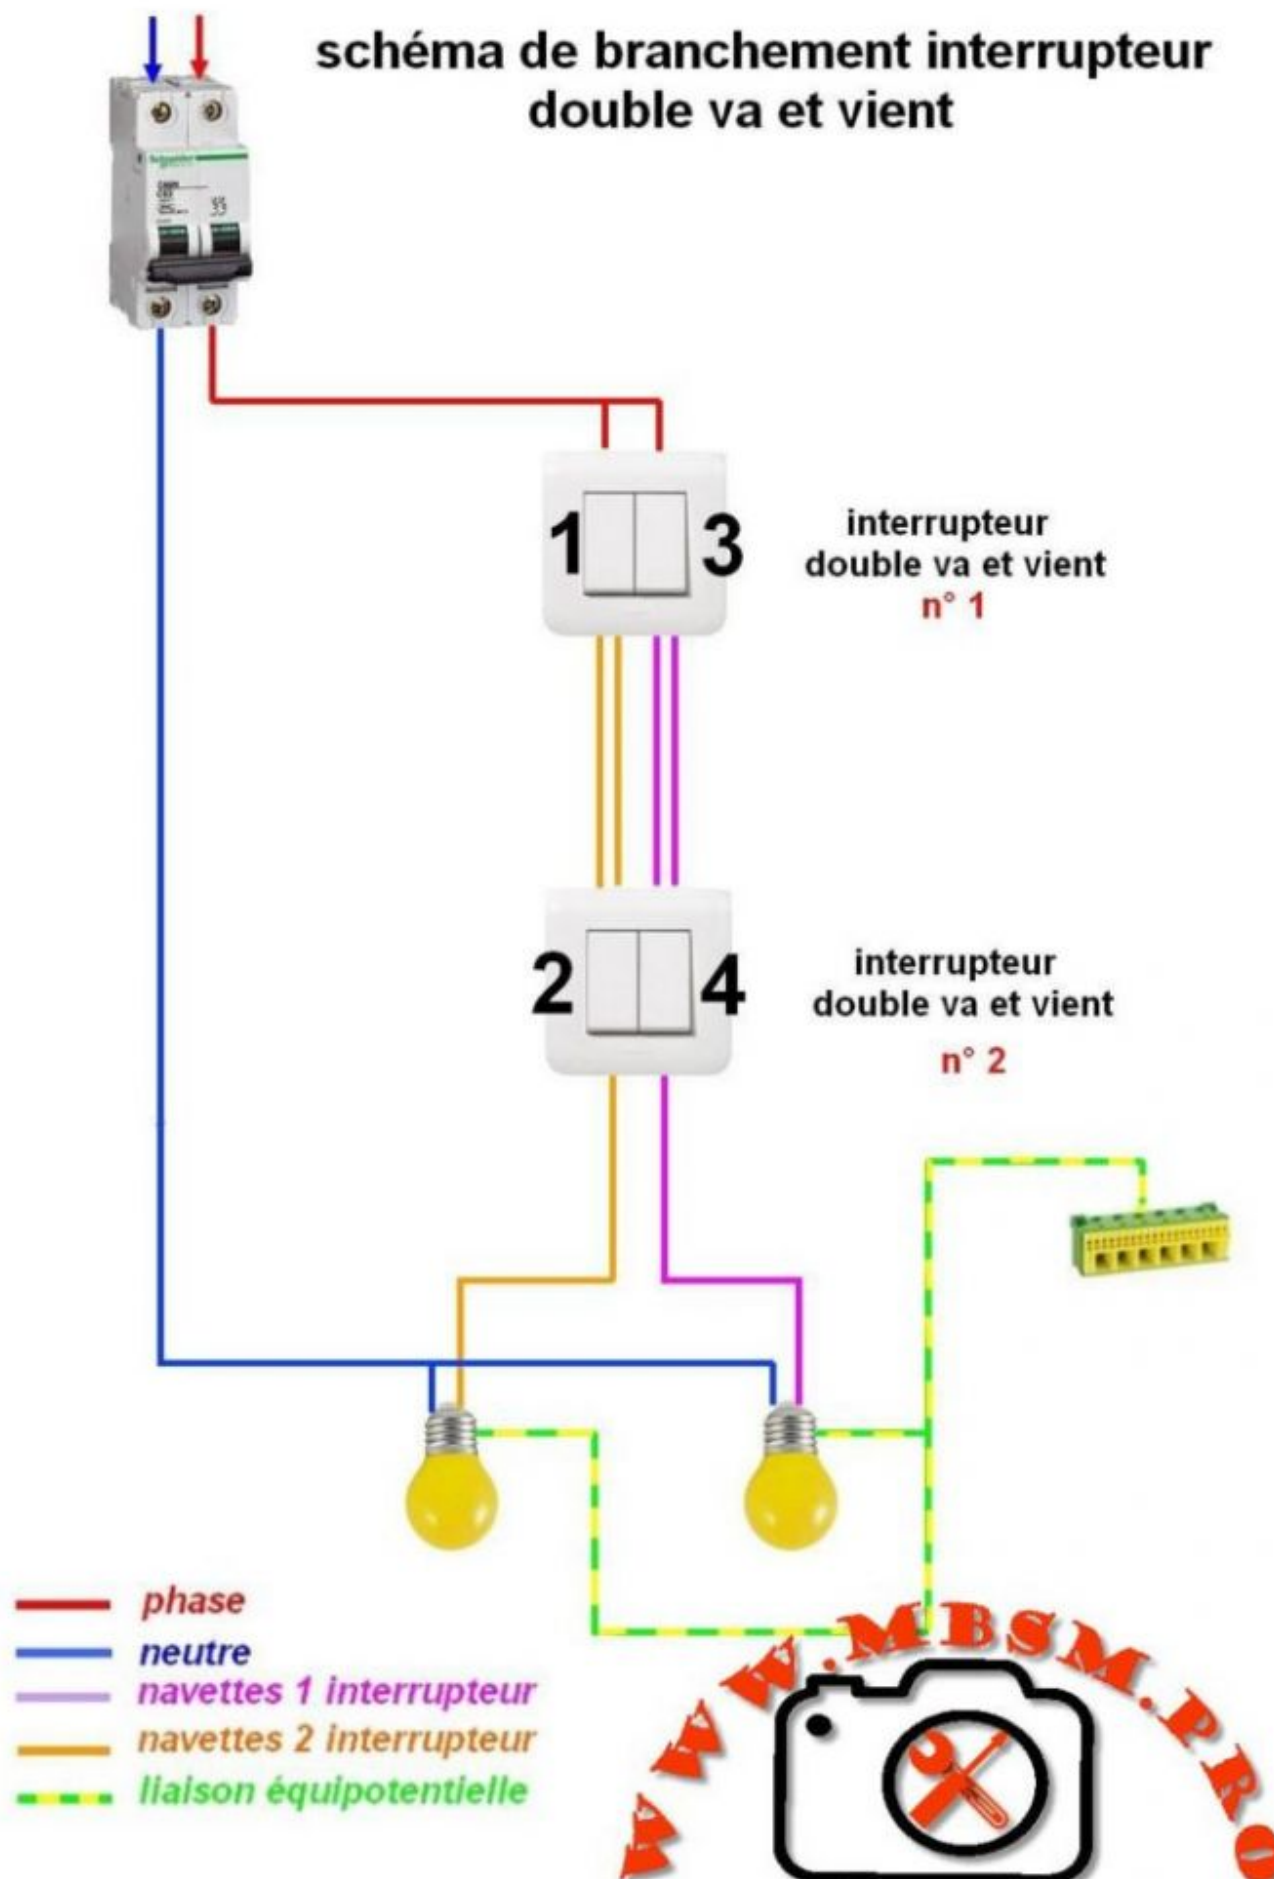 schéma de branchement interrupteur
double va et vient
Schneider
1
3
interrupteur
double va et vient
n° 1
2
4
interrupteur
double va et vient
n° 2
phase
neutre
navettes 1 interrupteur
navettes 2 interrupteur
liaison équipotentielle
WWW.MBSM.PRO